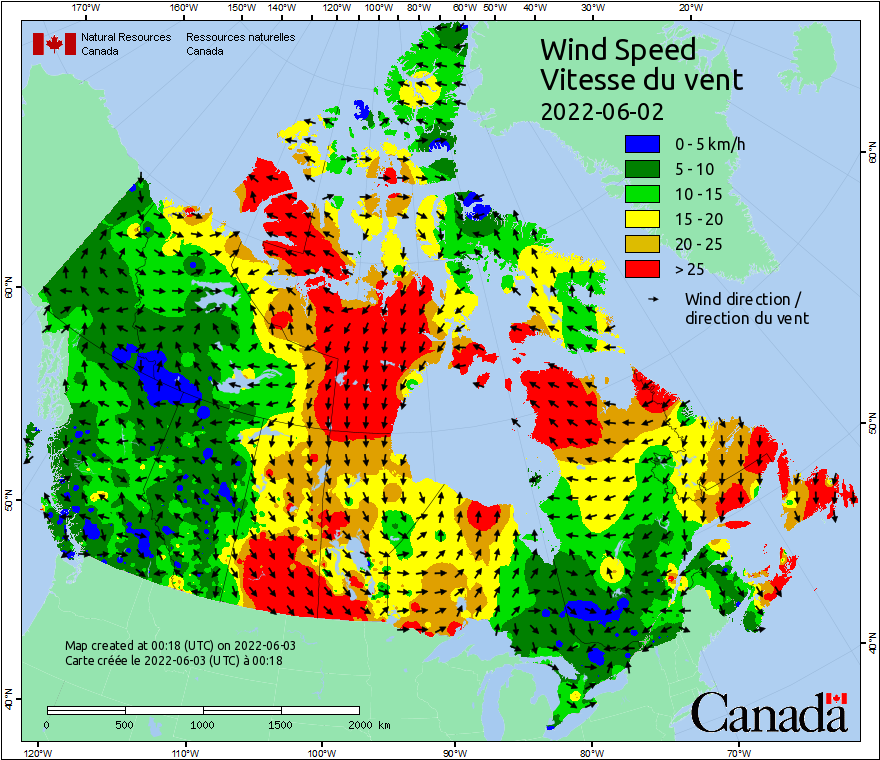 170°W 160°W 150°W 140°W 120°W 100°W 80°W 60°W 50°W 40°W 30°W 20°W
Natural Resources Ressources naturelles
Canada Canada
Wind Speed
Vitesse du vent
2022-06-02
0 - 5 km/h
5 - 10
10 - 15
15 - 20
20 - 25
> 25
Wind direction /
direction du vent
60°N
60°N
50°N
50°N
40°N
40°N
Map created at 00:18 (UTC) on 2022-06-03
Carte créée le 2022-06-03 (UTC) à 00:18
0 500 1000 1500 2000 km
Canada
120°W 110°W 100°W 90°W 80°W 70°W